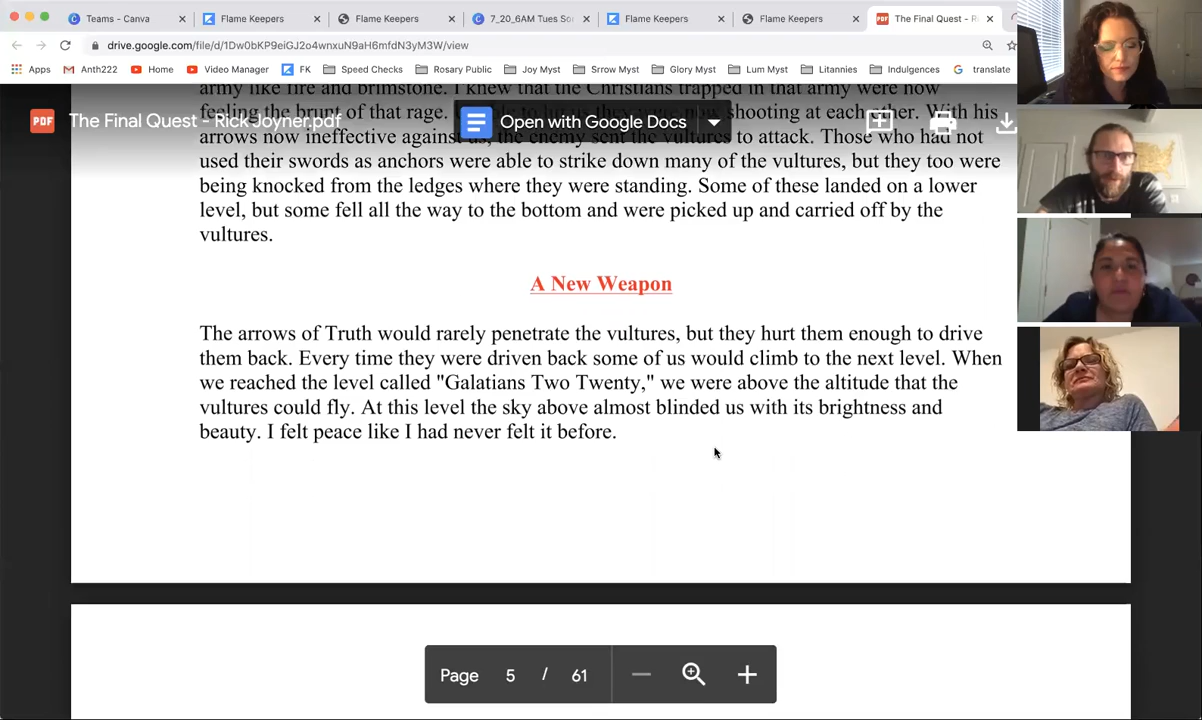 Teams - Canva
Flame Keepers
Flame Keepers
7_20_6AM Tues So
Flame Keepers
Flame Keepers
The Final Quest - R
drive.google.com/file/d/1Dw0bKP9eiGJ2o4wnxuN9aH6mfdN3yM3W/view
Apps Anth222 Home Video Manager FK Speed Checks Rosary Public Joy Myst Srrow Myst Glory Myst Lum Myst Litannies Indulgences translate
army like fire and brimstone. I knew that the Christians trapped in that army were now
feeling the brunt of that rage. shooting at each other. With his
The Final Quest - Rick Joyner.pdf
Open with Google Docs
arrows now ineffective against us, the enemy sent the vultures to attack. Those who had not
used their swords as anchors were able to strike down many of the vultures, but they too were
being knocked from the ledges where they were standing. Some of these landed on a lower
level, but some fell all the way to the bottom and were picked up and carried off by the
vultures.
A New Weapon
The arrows of Truth would rarely penetrate the vultures, but they hurt them enough to drive
them back. Every time they were driven back some of us would climb to the next level. When
we reached the level called "Galatians Two Twenty," we were above the altitude that the
vultures could fly. At this level the sky above almost blinded us with its brightness and
beauty. I felt peace like I had never felt it before.
Page 5 / 61